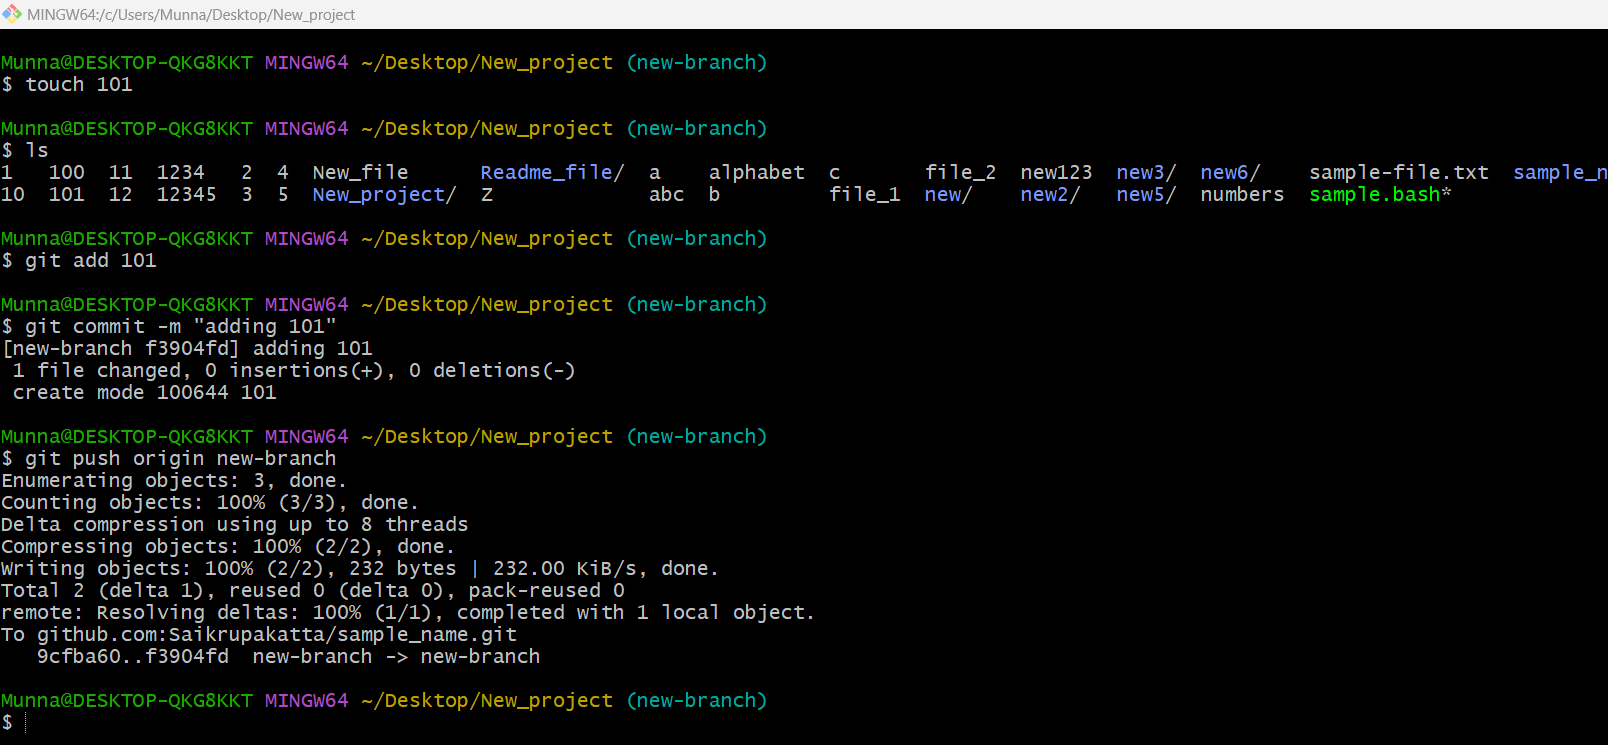 MINGW64:/c/Users/Munna/Desktop/New_project
Munna@DESKTOP-QKG8KKT MINGW64 ~/Desktop/New_project (new-branch)
$ touch 101
Munna@DESKTOP-QKG8KKT MINGW64 ~/Desktop/New_project (new-branch)
$ ls
1   100  11  1234   2  4  New_file      Readme_file/  a    alphabet  c       file_2  new123  new3/  new6/    sample-file.txt  sample_n
10  101  12  12345  3  5  New_project/  Z             abc  b         file_1  new/    new2/   new5/  numbers  sample.bash*
Munna@DESKTOP-QKG8KKT MINGW64 ~/Desktop/New_project (new-branch)
$ git add 101
Munna@DESKTOP-QKG8KKT MINGW64 ~/Desktop/New_project (new-branch)
$ git commit -m "adding 101"
[new-branch f3904fd] adding 101
 1 file changed, 0 insertions(+), 0 deletions(-)
 create mode 100644 101
Munna@DESKTOP-QKG8KKT MINGW64 ~/Desktop/New_project (new-branch)
$ git push origin new-branch
Enumerating objects: 3, done.
Counting objects: 100% (3/3), done.
Delta compression using up to 8 threads
Compressing objects: 100% (2/2), done.
Writing objects: 100% (2/2), 232 bytes | 232.00 KiB/s, done.
Total 2 (delta 1), reused 0 (delta 0), pack-reused 0
remote: Resolving deltas: 100% (1/1), completed with 1 local object.
To github.com:Saikrupakatta/sample_name.git
   9cfba60..f3904fd  new-branch -> new-branch
Munna@DESKTOP-QKG8KKT MINGW64 ~/Desktop/New_project (new-branch)
$